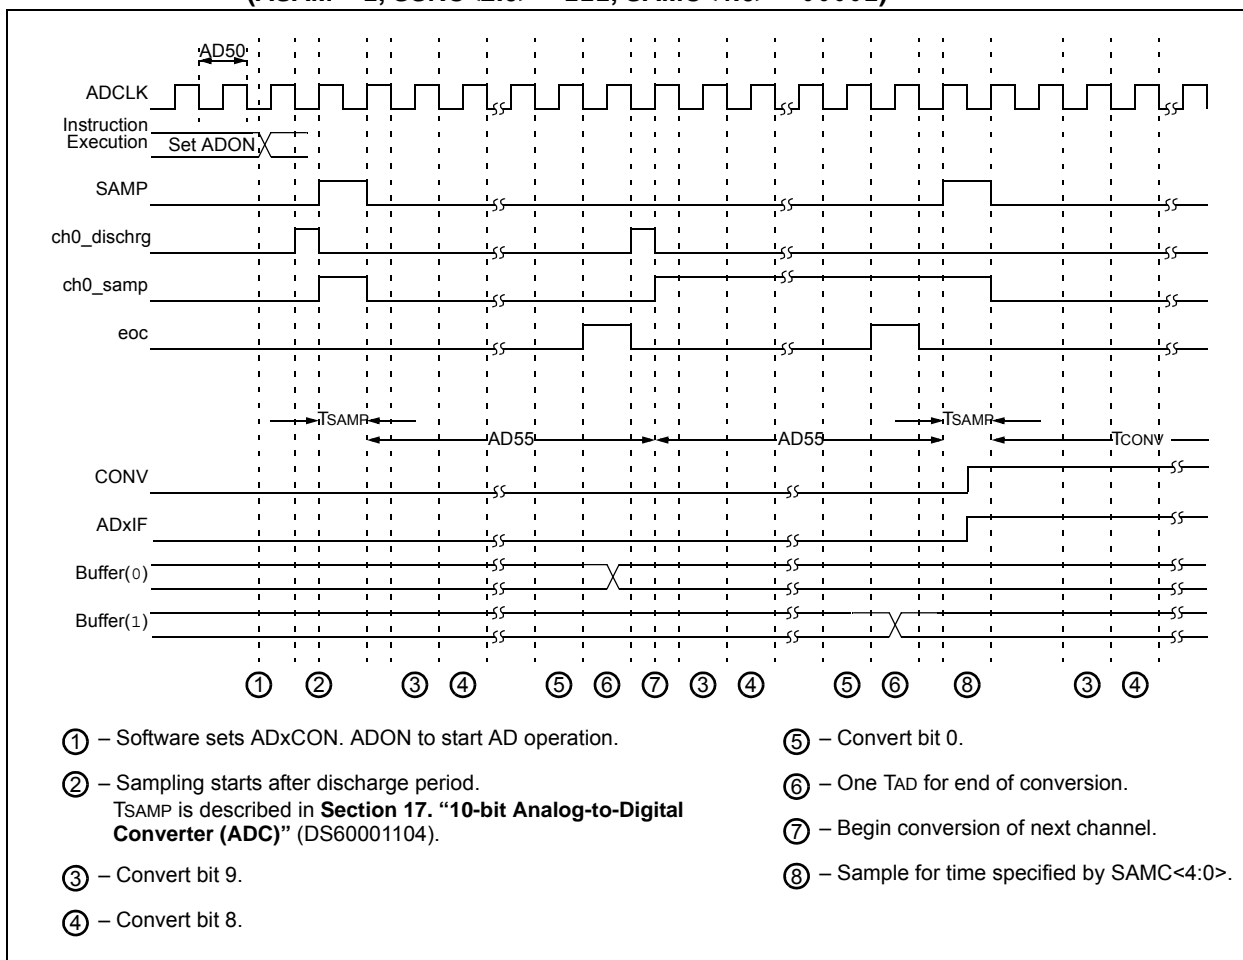 AD50
ADCLK
Instruction
Execution
Set ADON
SAMP
ch0_dischrg
ch0_samp
eoc
TSAMP
TSAMP
AD55
AD55
TCONV
CONV
ADxIF
Buffer(0)
Buffer(1)
1 2 3 4 5 6 7 3 4 5 6 8 3 4
1 – Software sets ADxCON. ADON to start AD operation.
2 – Sampling starts after discharge period.
TSAMP is described in Section 17. “10-bit Analog-to-Digital
Converter (ADC)” (DS60001104).
3 – Convert bit 9.
4 – Convert bit 8.
5 – Convert bit 0.
6 – One TAD for end of conversion.
7 – Begin conversion of next channel.
8 – Sample for time specified by SAMC<4:0>.